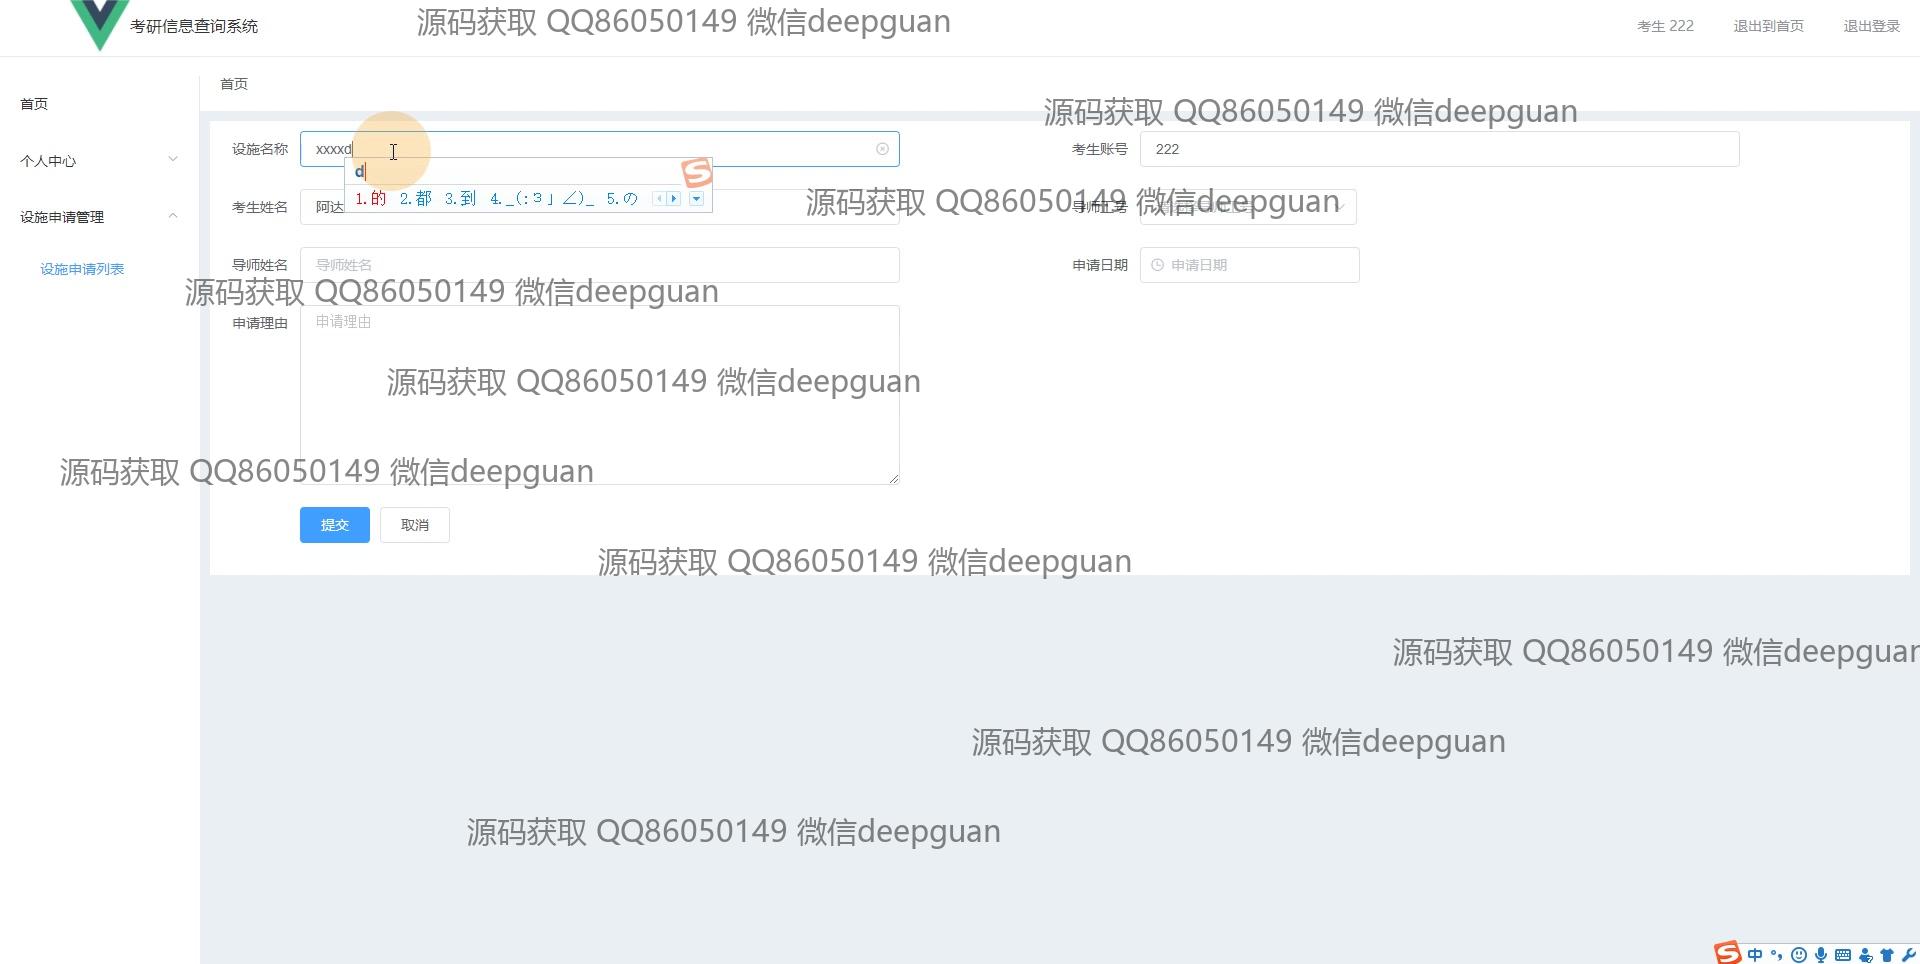 考研信息查询系统
源码获取 QQ86050149 微信deepguan
考生 222
退出到首页
退出登录
首页
首页
源码获取 QQ86050149 微信deepguan
设施名称
xxxxd
考生账号
222
个人中心
d
1.的 2.都 3.到 4._(:3」∠)_ 5.の
考生姓名
阿达
源码获取 QQ86050149 微信deepguan
设施申请管理
导师姓名
导师姓名
申请日期
申请日期
设施申请列表
源码获取 QQ86050149 微信deepguan
申请理由
申请理由
源码获取 QQ86050149 微信deepguan
源码获取 QQ86050149 微信deepguan
提交
取消
源码获取 QQ86050149 微信deepguan
源码获取 QQ86050149 微信deepguan
源码获取 QQ86050149 微信deepguan
源码获取 QQ86050149 微信deepguan
中